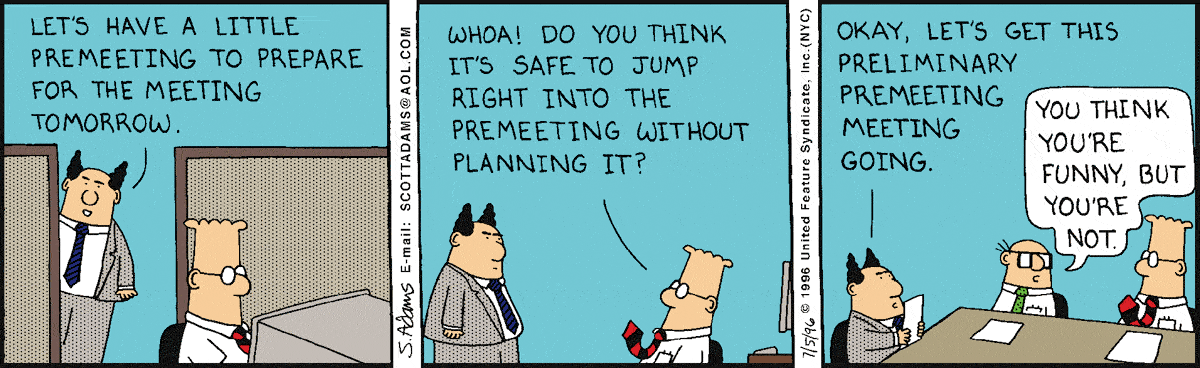 LET'S HAVE A LITTLE
PREMEETING TO PREPARE
FOR THE MEETING
TOMORROW.
S. Adams E-mail: SCOTTADAMS@AOL.COM
WHOA! DO YOU THINK
IT'S SAFE TO JUMP
RIGHT INTO THE
PREMEETING WITHOUT
PLANNING IT?
7/5/96 © 1996 United Feature Syndicate, Inc.(NYC)
OKAY, LET'S GET THIS
PRELIMINARY
PREMEETING
MEETING
GOING.
YOU THINK
YOU'RE
FUNNY, BUT
YOU'RE
NOT.